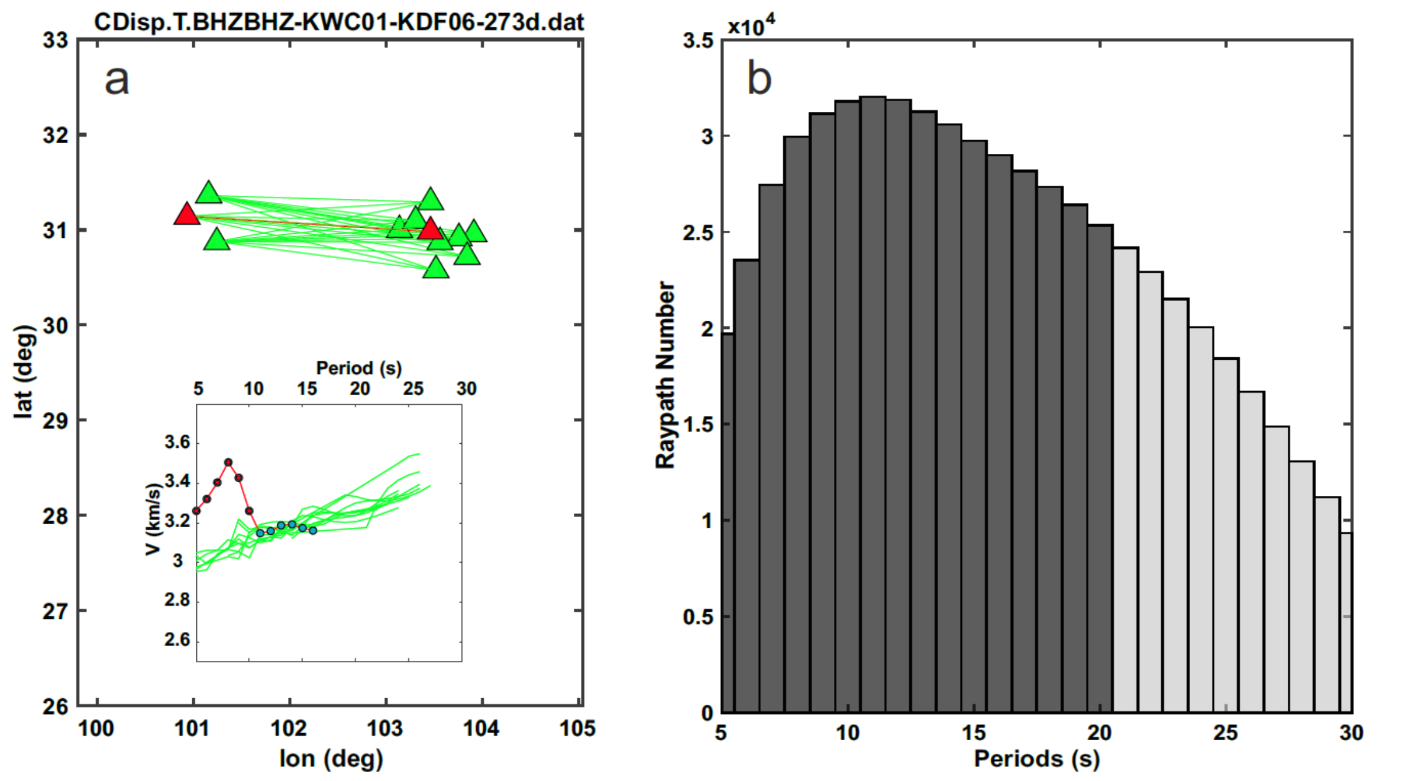 CDisp.T.BHZBHZ-KWC01-KDF06-273d.dat
a
33
32
31
30
29
28
27
26
lat (deg)
100 101 102 103 104 105
lon (deg)
Period (s)
5 10 15 20 25 30
3.6
3.4
3.2
3
2.8
2.6
V (km/s)
x10⁴
b
3.5
3
2.5
2
1.5
1
0.5
0
Raypath Number
5 10 15 20 25 30
Periods (s)